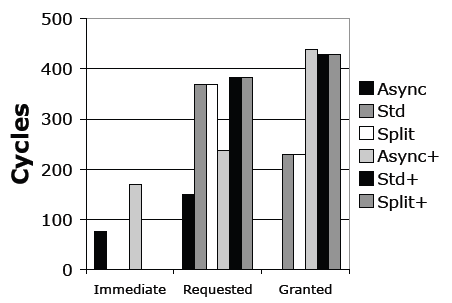 500
400
300
200
100
0
Cycles
Immediate Requested Granted
Async
Std
Split
Async+
Std+
Split+